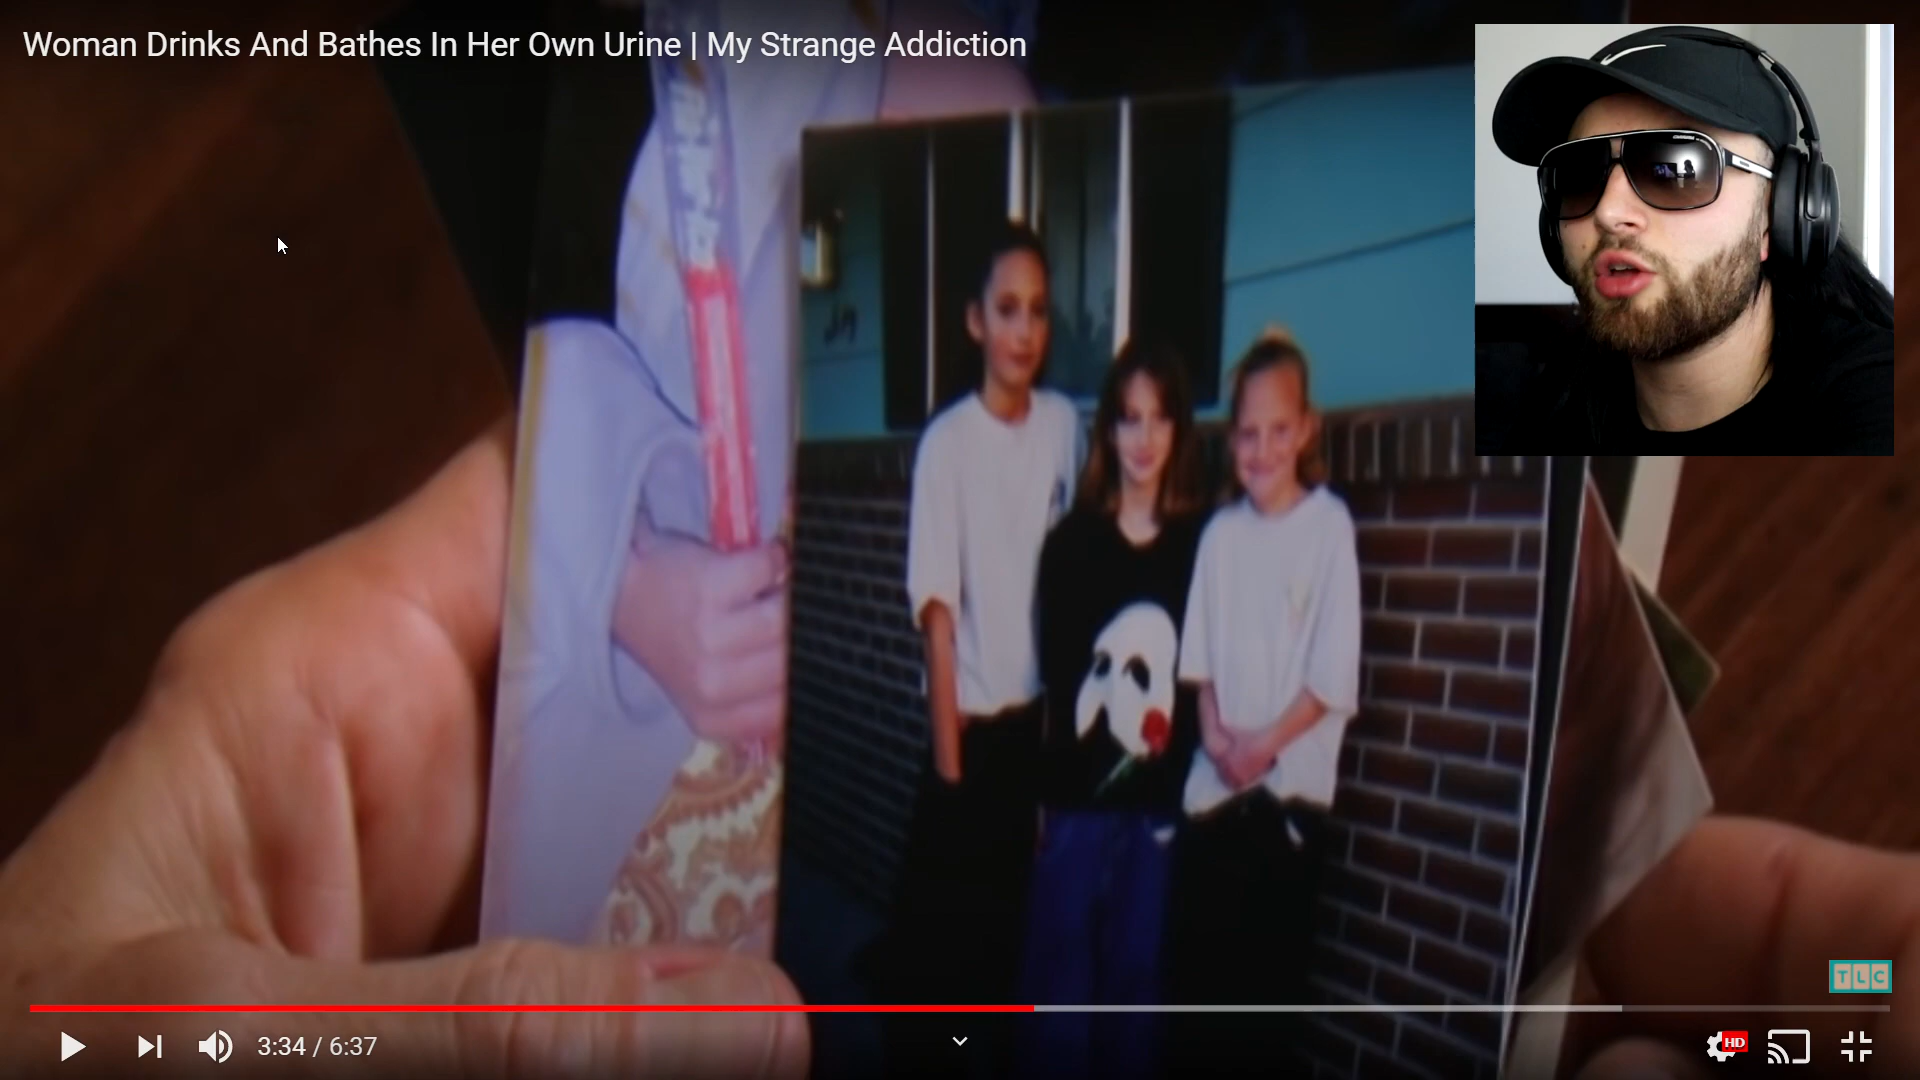 Woman Drinks And Bathes In Her Own Urine | My Strange Addiction
TLC
3:34 / 6:37
HD